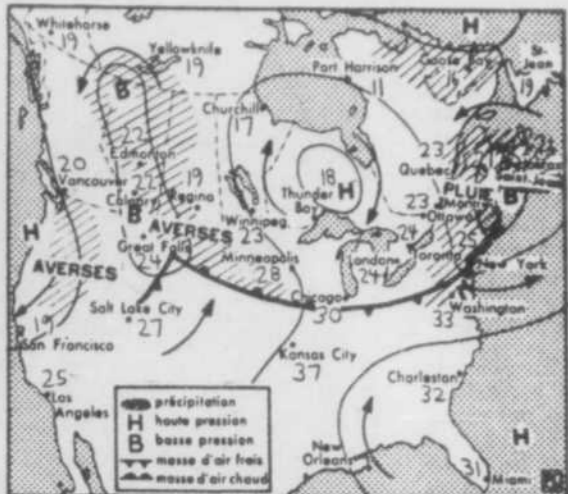 H
Whitehorse
19
Yellowknife
19
B
Port Harrison
11
Goose Bay
16
St-Jean
19
Churchill
17
22
Edmonton
20
Vancouver
22
Calgary
19
Regina
B
18
Thunder Bay
H
23
Quebec
PLUIE
B
23
Ottawa
H
Great Falls
24
AVERSES
AVERSES
Winnipeg
23
Minneapolis
28
24
Toronto
London
24
25
New York
Salt Lake City
27
Chicago
30
Washington
33
17
San Francisco
Kansas City
37
25
Los Angeles
Charleston
32
New Orleans
H
31
Miami
précipitation
H haute pression
B basse pression
masse d'air frais
masse d'air chaud